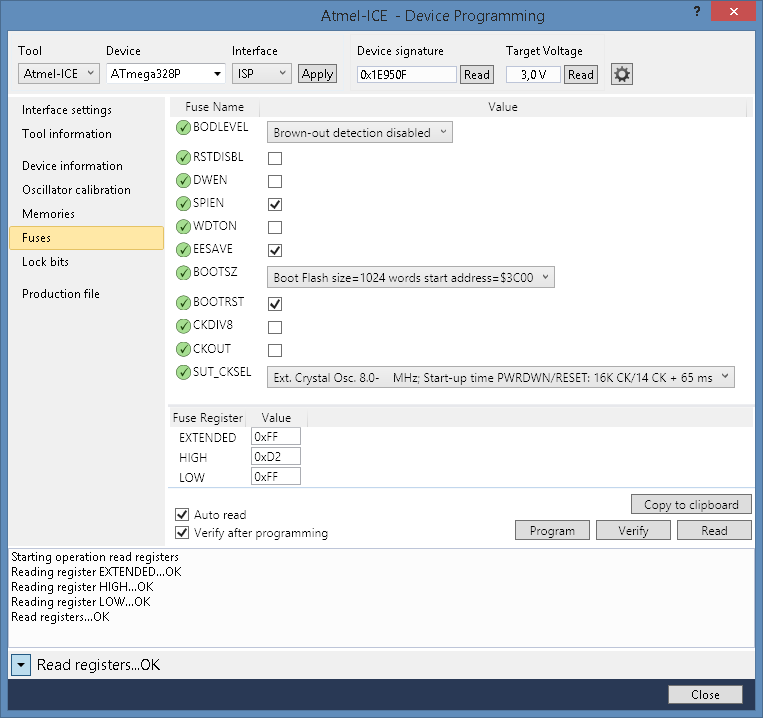 Atmel-ICE - Device Programming
? ×
Tool Device Interface Device signature Target Voltage
Atmel-ICE ATmega328P ISP Apply 0x1E950F Read 3,0 V Read
Interface settings
Tool information
Device information
Oscillator calibration
Memories
Fuses
Lock bits
Production file
Fuse Name Value
BODLEVEL Brown-out detection disabled
RSTDISBL
DWEN
SPIEN
WDTON
EESAVE
BOOTSZ Boot Flash size=1024 words start address=$3C00
BOOTRST
CKDIV8
CKOUT
SUT_CKSEL Ext. Crystal Osc. 8.0- MHz; Start-up time PWRDWN/RESET: 16K CK/14 CK + 65 ms
Fuse Register Value
EXTENDED 0xFF
HIGH 0xD2
LOW 0xFF
Copy to clipboard
Auto read
Verify after programming
Program Verify Read
Starting operation read registers
Reading register EXTENDED...OK
Reading register HIGH...OK
Reading register LOW...OK
Read registers...OK
Read registers...OK
Close